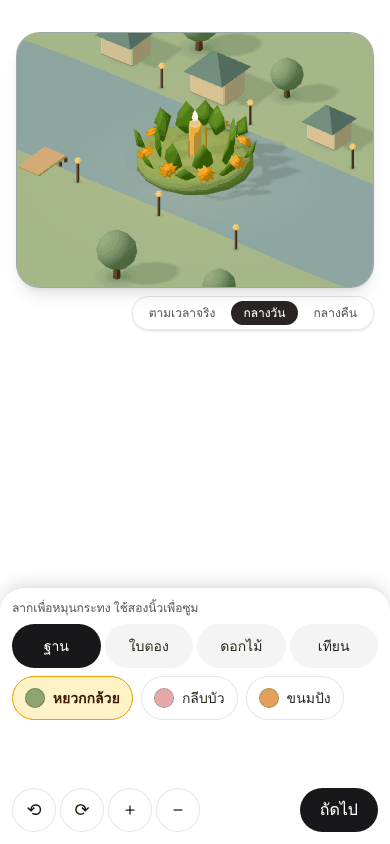 ตามเวลาจริง กลางวัน กลางคืน
ลากเพื่อหมุนกระทง ใช้สองนิ้วเพื่อซูม
ฐาน ใบตอง ดอกไม้ เทียน
หยวกกล้วย กลีบบัว ขนมปัง
⟲ ⟳ + − ถัดไป